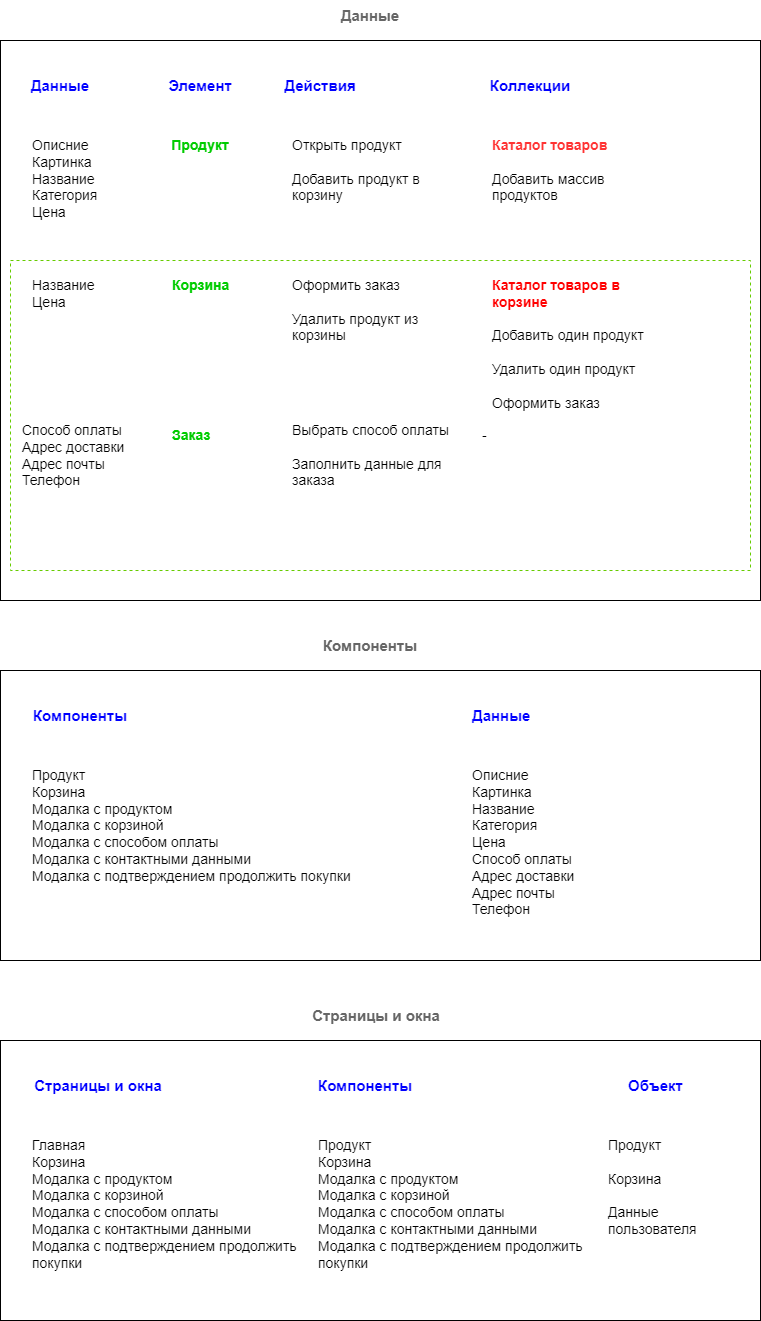 Данные
Данные Элемент Действия Коллекции
Описние
Картинка
Название
Категория
Цена
Продукт
Открыть продукт
Добавить продукт в
корзину
Каталог товаров
Добавить массив
продуктов
Название
Цена
Корзина
Оформить заказ
Удалить продукт из
корзины
Каталог товаров в
корзине
Добавить один продукт
Удалить один продукт
Оформить заказ
Способ оплаты
Адрес доставки
Адрес почты
Телефон
Заказ
Выбрать способ оплаты
Заполнить данные для
заказа
-
Компоненты
Компоненты Данные
Продукт
Корзина
Модалка с продуктом
Модалка с корзиной
Модалка с способом оплаты
Модалка с контактными данными
Модалка с подтверждением продолжить покупки
Описние
Картинка
Название
Категория
Цена
Способ оплаты
Адрес доставки
Адрес почты
Телефон
Страницы и окна
Страницы и окна Компоненты Объект
Главная
Корзина
Модалка с продуктом
Модалка с корзиной
Модалка с способом оплаты
Модалка с контактными данными
Модалка с подтверждением продолжить
покупки
Продукт
Корзина
Модалка с продуктом
Модалка с корзиной
Модалка с способом оплаты
Модалка с контактными данными
Модалка с подтверждением продолжить
покупки
Продукт
Корзина
Данные
пользователя